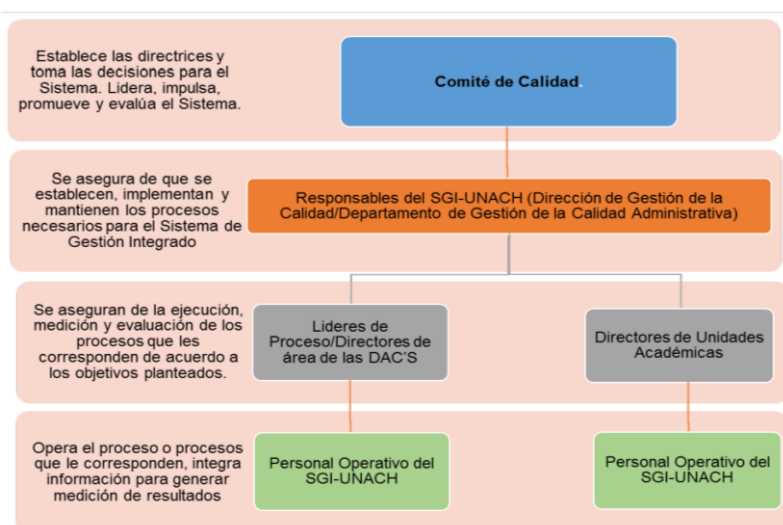 Establece las directrices y
toma las decisiones para el
Sistema. Lidera, impulsa,
promueve y evalúa el Sistema.
Comité de Calidad.
Se asegura de que se
establecen, implementan y
mantienen los procesos
necesarios para el Sistema de
Gestión Integrado
Responsables del SGI-UNACH (Dirección de Gestión de la
Calidad/Departamento de Gestión de la Calidad Administrativa)
Se aseguran de la ejecución,
medición y evaluación de los
procesos que les
corresponden de acuerdo a
los objetivos planteados.
Lideres de
Proceso/Directores de
área de las DAC'S
Directores de Unidades
Académicas
Opera el proceso o procesos
que le corresponden, integra
información para generar
medición de resultados
Personal Operativo del
SGI-UNACH
Personal Operativo del
SGI-UNACH